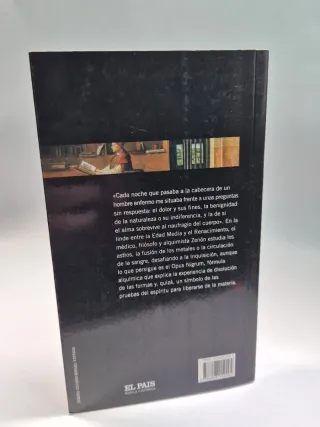 «Cada noche que pasaba a la cabecera de un
hombre enfermo me situaba frente a unas preguntas
sin respuesta: el dolor y sus fines, la benignidad
de la naturaleza o su indiferencia, y la de si
el alma sobrevive al naufragio del cuerpo». En la
linde entre la Edad Media y el Renacimiento, el
médico, filósofo y alquimista Zenón estudia los
astros, la fusión de los metales o la circulación
de la sangre, desafiando a la Inquisición, aunque
lo que persigue es el Opus Nigrum, fórmula
alquímica que explica la experiencia de disolución
de las formas y, quizá, un símbolo de las
pruebas del espíritu para liberarse de la materia.
EL PAIS